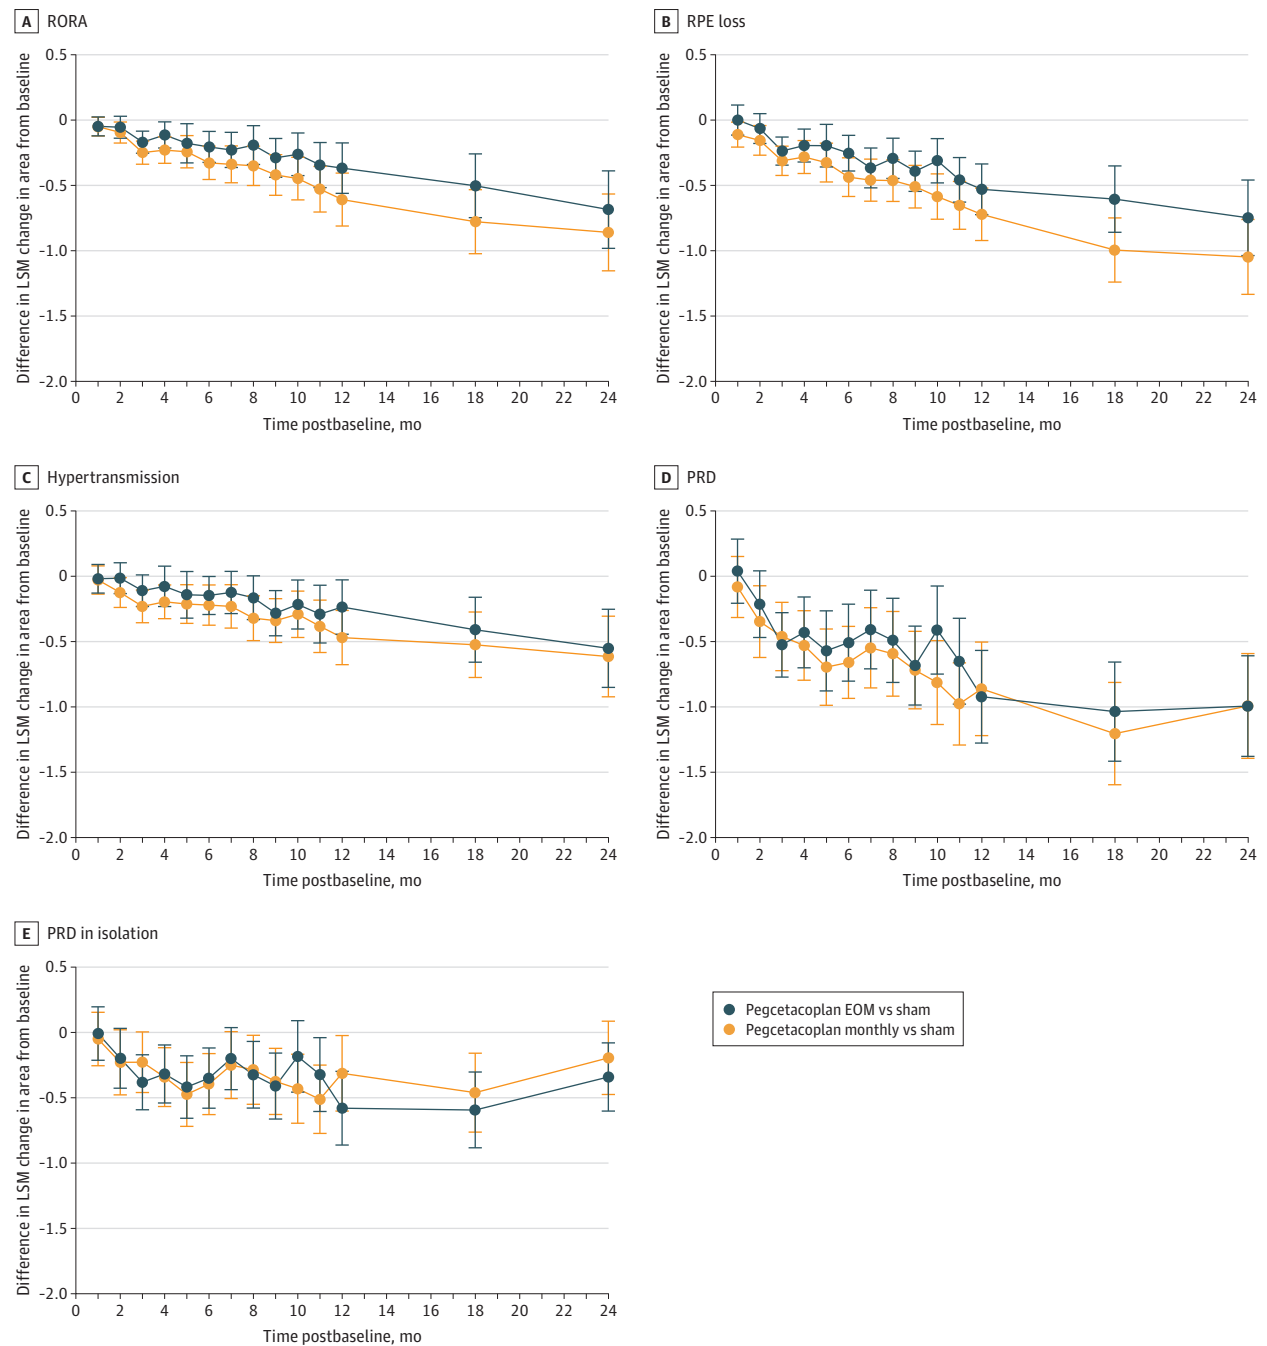 A RORA
Difference in LSM change in area from baseline
0.5
0
-0.5
-1.0
-1.5
-2.0
0 2 4 6 8 10 12 14 16 18 20 22 24
Time postbaseline, mo
B RPE loss
Difference in LSM change in area from baseline
0.5
0
-0.5
-1.0
-1.5
-2.0
0 2 4 6 8 10 12 14 16 18 20 22 24
Time postbaseline, mo
C Hypertransmission
Difference in LSM change in area from baseline
0.5
0
-0.5
-1.0
-1.5
-2.0
0 2 4 6 8 10 12 14 16 18 20 22 24
Time postbaseline, mo
D PRD
Difference in LSM change in area from baseline
0.5
0
-0.5
-1.0
-1.5
-2.0
0 2 4 6 8 10 12 14 16 18 20 22 24
Time postbaseline, mo
E PRD in isolation
Difference in LSM change in area from baseline
0.5
0
-0.5
-1.0
-1.5
-2.0
0 2 4 6 8 10 12 14 16 18 20 22 24
Time postbaseline, mo
Pegcetacoplan EOM vs sham
Pegcetacoplan monthly vs sham